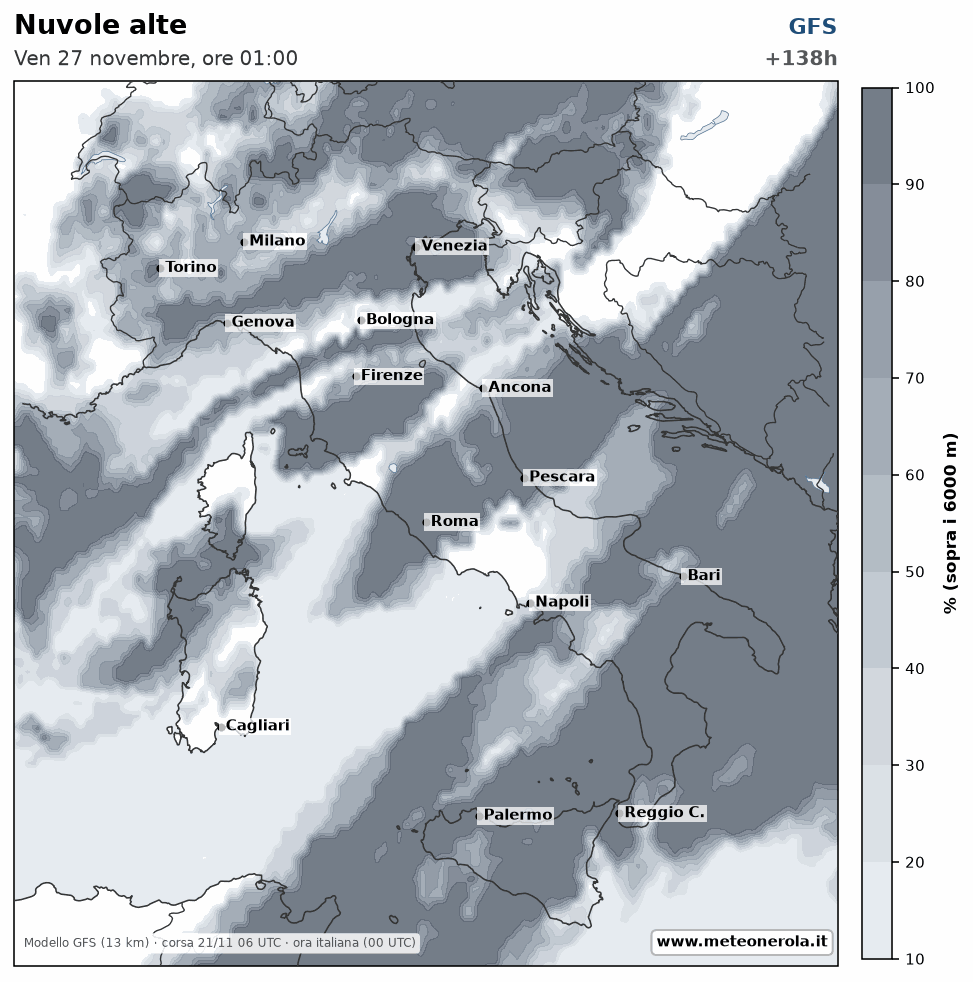 Nuvole alte
GFS
Ven 27 novembre, ore 01:00
+138h
100
90
80
70
60
50
40
30
20
10
% (sopra i 6000 m)
Milano
Venezia
Torino
Genova
Bologna
Firenze
Ancona
Pescara
Roma
Bari
Napoli
Cagliari
Palermo
Reggio C.
Modello GFS (13 km) · corsa 21/11 06 UTC · ora italiana (00 UTC)
www.meteonerola.it